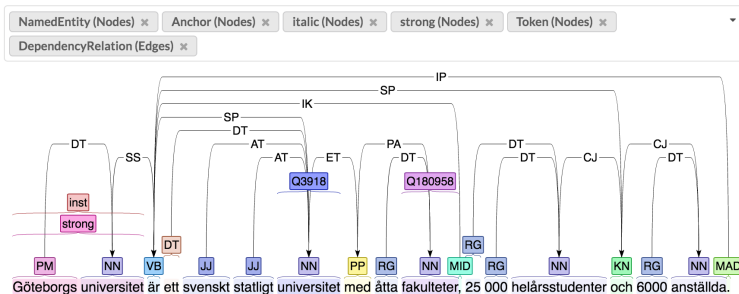 NamedEntity (Nodes) × Anchor (Nodes) × italic (Nodes) × strong (Nodes) × Token (Nodes) ×
DependencyRelation (Edges) ×
IP
SP
IK
SP
DT
DT AT PA DT CJ
SS AT ET DT DT CJ DT
Q3918 Q180958
inst
strong
DT RG
PM NN VB JJ JJ NN PP RG NN MID RG NN KN RG NN MAD
Göteborgs universitet är ett svenskt statligt universitet med åtta fakulteter, 25 000 helårsstudenter och 6000 anställda.